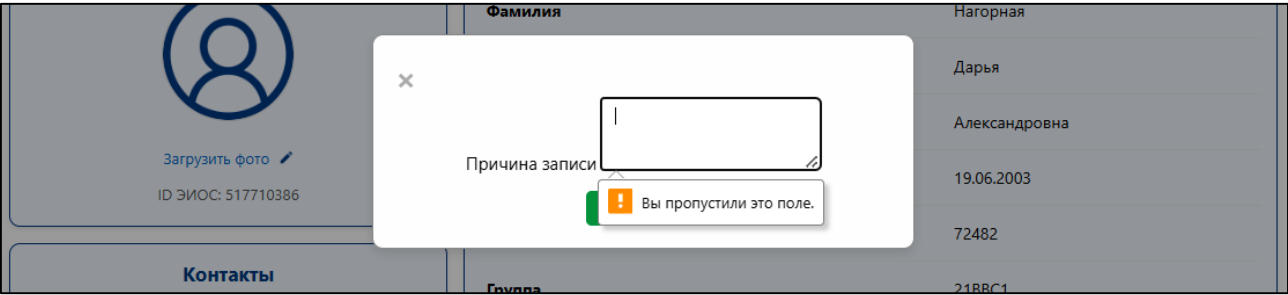 Фамилия
Нагорная
×
Дарья
Александровна
Загрузить фото
Причина записи
ID ЭИОС: 517710386
19.06.2003
! Вы пропустили это поле.
72482
Контакты
Группа
21ВВС1